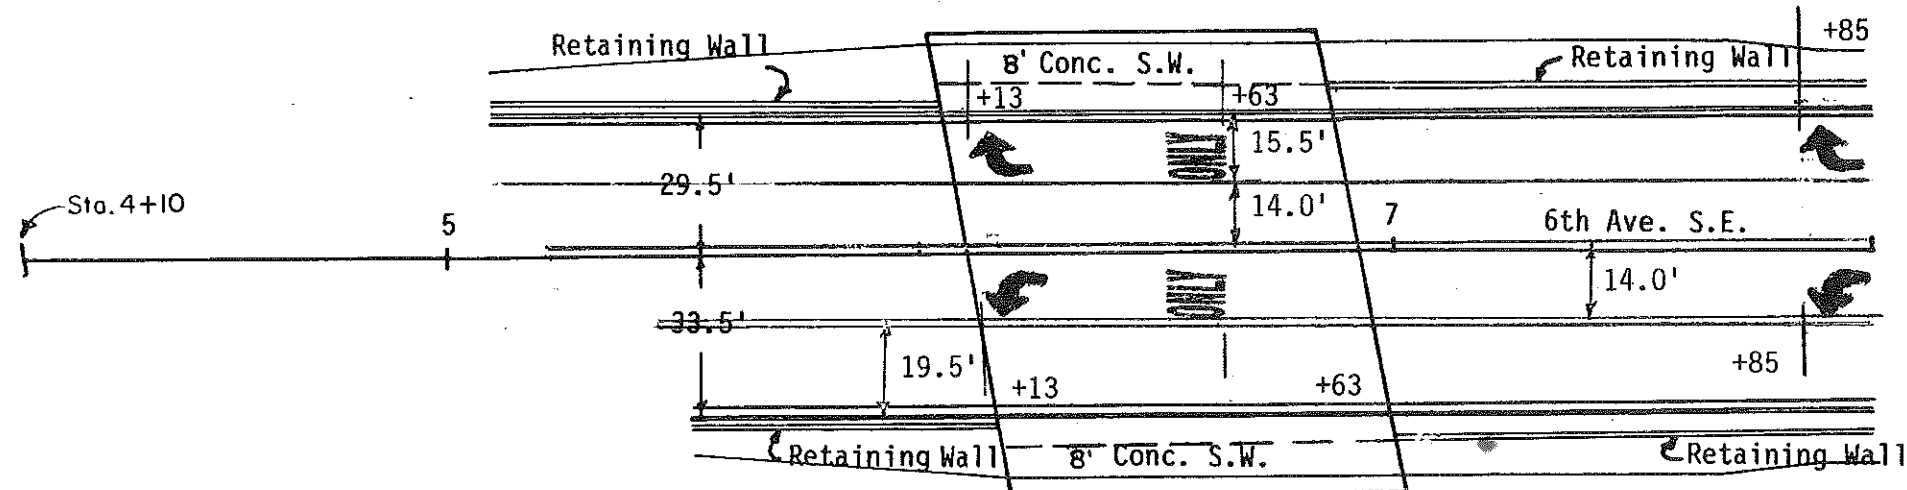 +85
Retaining Wall
Retaining Wall
8' Conc. S.W.
+13
+63
ONLY
15.5'
29.5'
Sta. 4+10
14.0'
5
7
6th Ave. S.E.
ONLY
14.0'
33.5'
19.5'
+85
+13
+63
Retaining Wall
8' Conc. S.W.
Retaining Wall